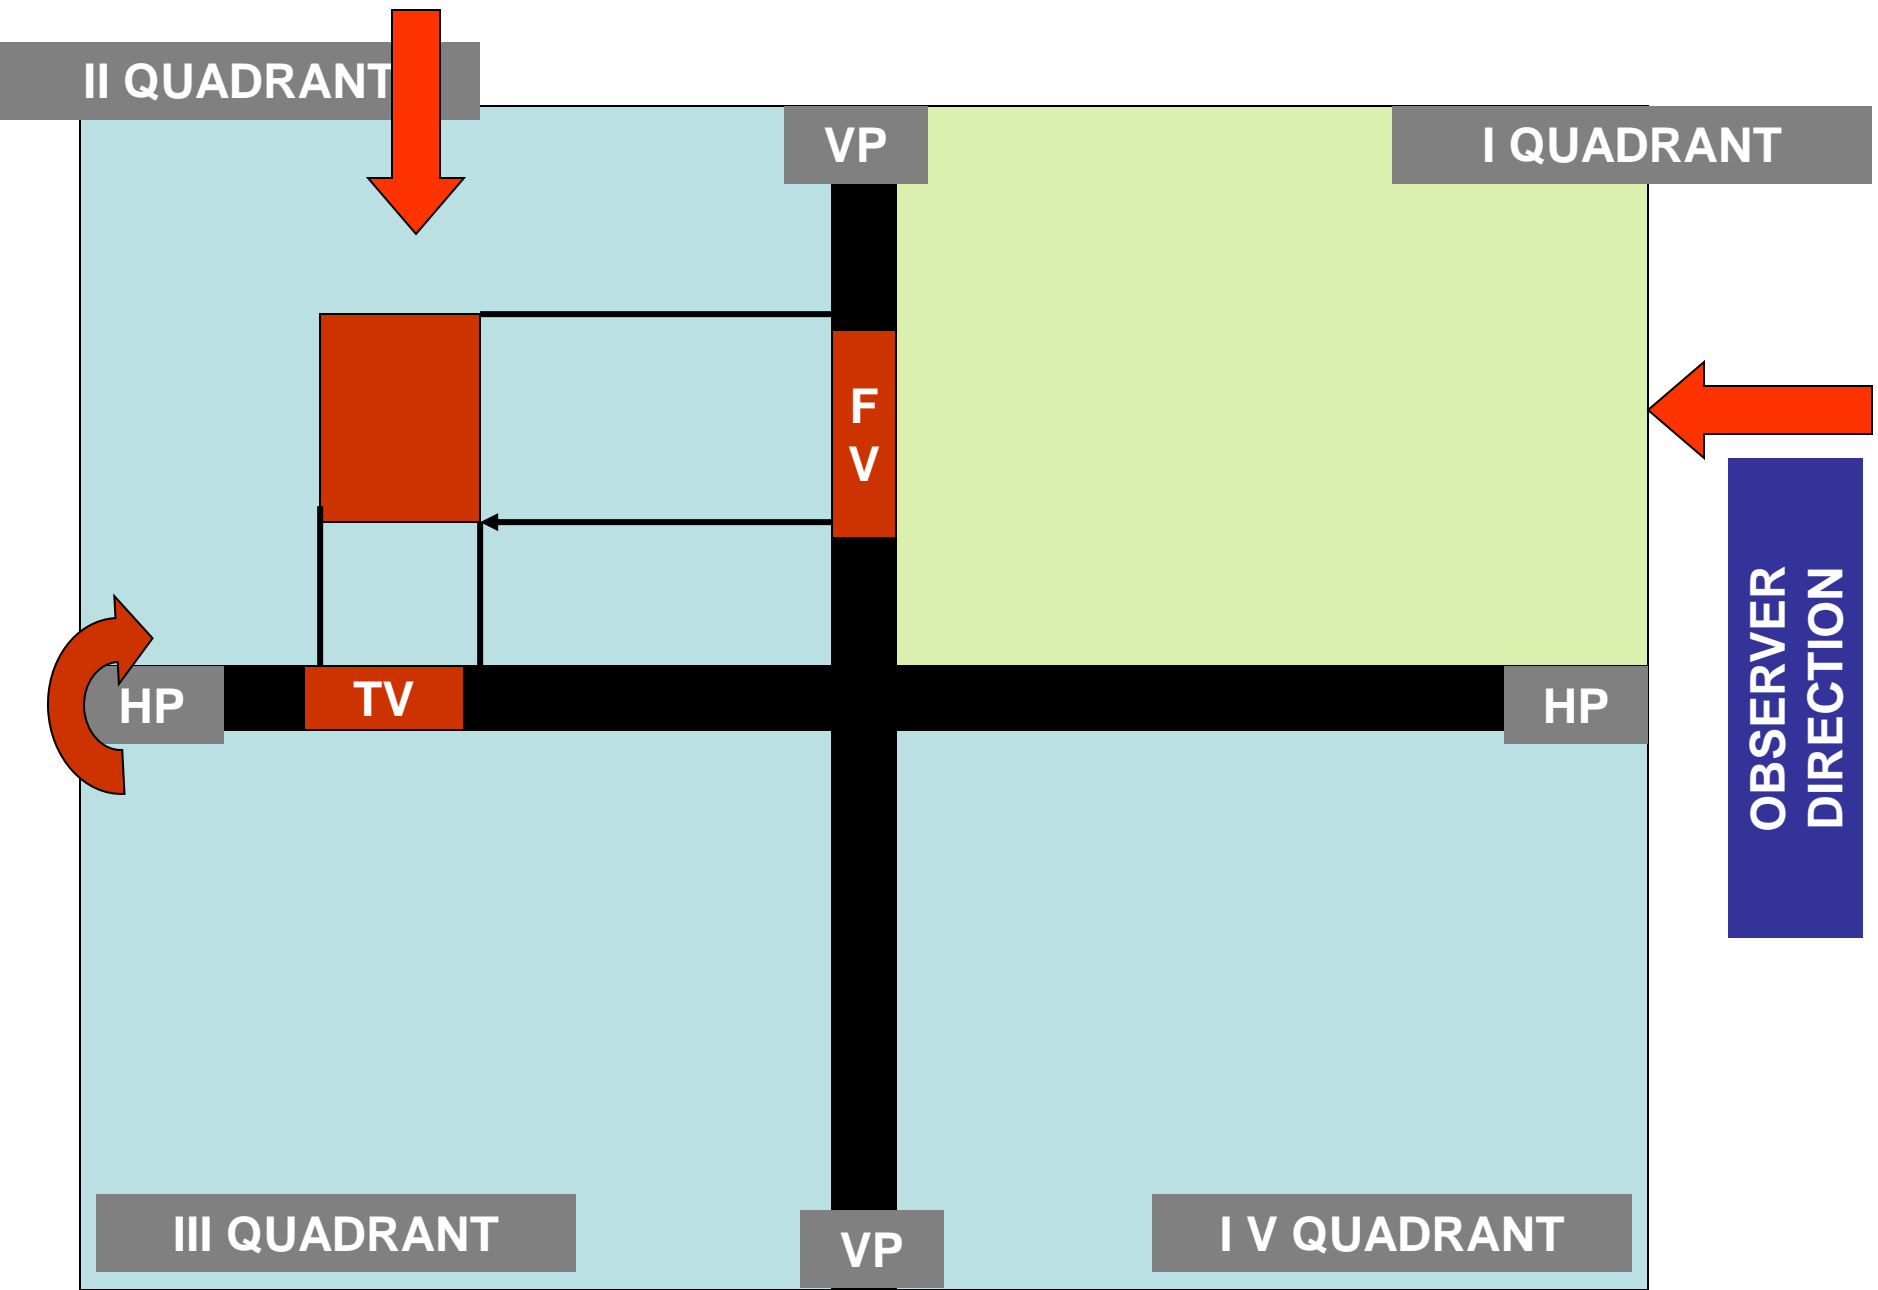 II QUADRANT
VP
I QUADRANT
F
V
OBSERVER
DIRECTION
HP
TV
HP
III QUADRANT
VP
I V QUADRANT